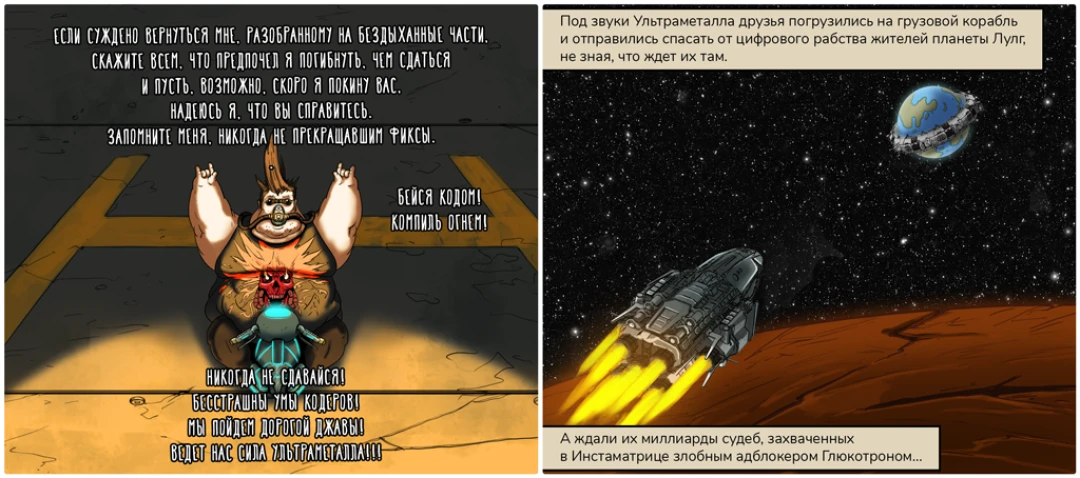 ЕСЛИ СУЖДЕНО ВЕРНУТЬСЯ МНЕ, РАЗОБРАННОМУ НА БЕЗДЫХАННЫЕ ЧАСТИ,
СКАЖИТЕ ВСЕМ, ЧТО ПРЕДПОЧЕЛ Я ПОГИБНУТЬ, ЧЕМ СДАТЬСЯ
И ПУСТЬ, ВОЗМОЖНО, СКОРО Я ПОКИНУ ВАС,
НАДЕЮСЬ Я, ЧТО ВЫ СПРАВИТЕСЬ.
ЗАПОМНИТЕ МЕНЯ, НИКОГДА НЕ ПРЕКРАЩАВШИМ ФИКСЫ.
БЕЙСЯ КОДОМ!
КОМПИЛЬ ОГНЕМ!
НИКОГДА НЕ СДАВАЙСЯ!
БЕССТРАШНЫ УМЫ КОДЕРОВ!
МЫ ПОЙДЕМ ДОРОГОЙ ДЖАВЫ!
ВЕДЕТ НАС СИЛА УЛЬТРАМЕТАЛЛА!!!
Под звуки Ультраметалла друзья погрузились на грузовой корабль
и отправились спасать от цифрового рабства жителей планеты Лулг,
не зная, что ждет их там.
А ждали их миллиарды судеб, захваченных
в Инстаматрице злобным адблокером Глюкотроном...